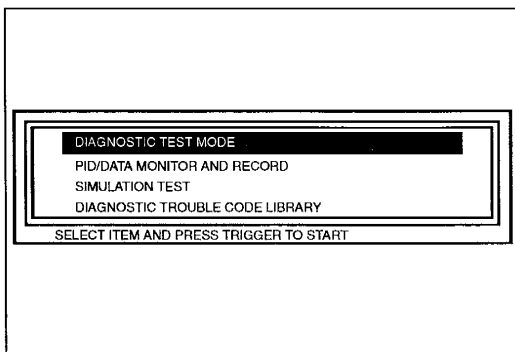 DIAGNOSTIC TEST MODE
PID/DATA MONITOR AND RECORD
SIMULATION TEST
DIAGNOSTIC TROUBLE CODE LIBRARY
SELECT ITEM AND PRESS TRIGGER TO START